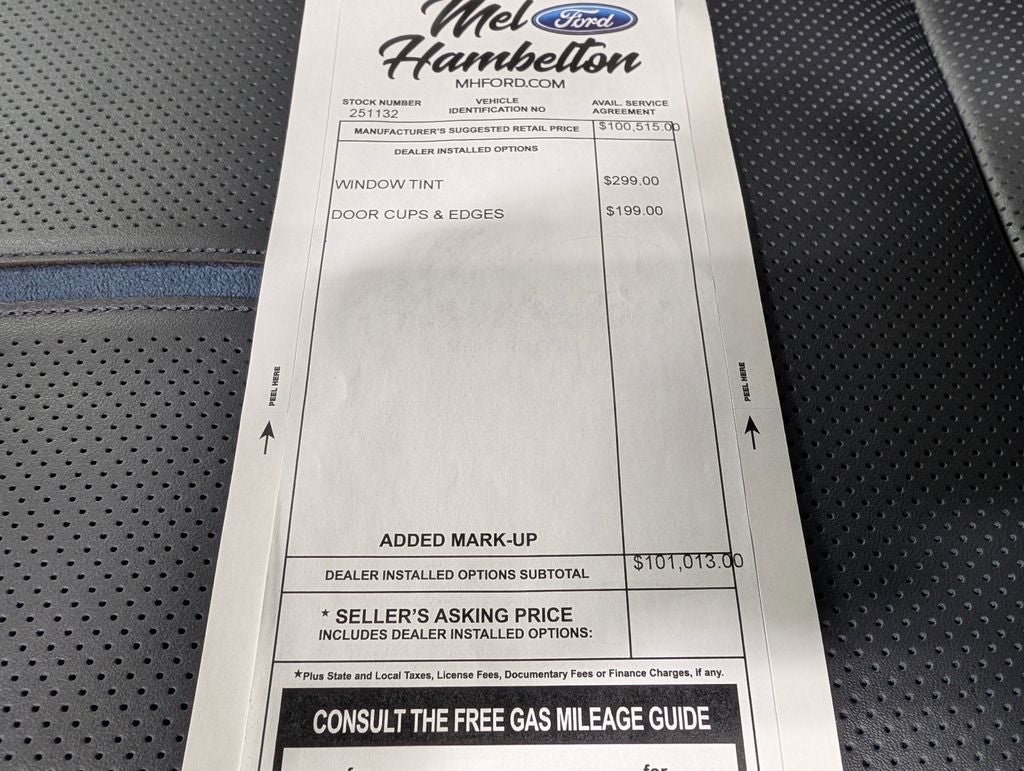 Mel Ford
Hambelton
MHFORD.COM
STOCK NUMBER VEHICLE IDENTIFICATION NO AVAIL. SERVICE AGREEMENT
251132
MANUFACTURER'S SUGGESTED RETAIL PRICE $100,515.00
DEALER INSTALLED OPTIONS
WINDOW TINT $299.00
DOOR CUPS & EDGES $199.00
PEEL HERE
PEEL HERE
ADDED MARK-UP
DEALER INSTALLED OPTIONS SUBTOTAL $101,013.00
* SELLER'S ASKING PRICE
INCLUDES DEALER INSTALLED OPTIONS:
*Plus State and Local Taxes, License Fees, Documentary Fees or Finance Charges, if any.
CONSULT THE FREE GAS MILEAGE GUIDE